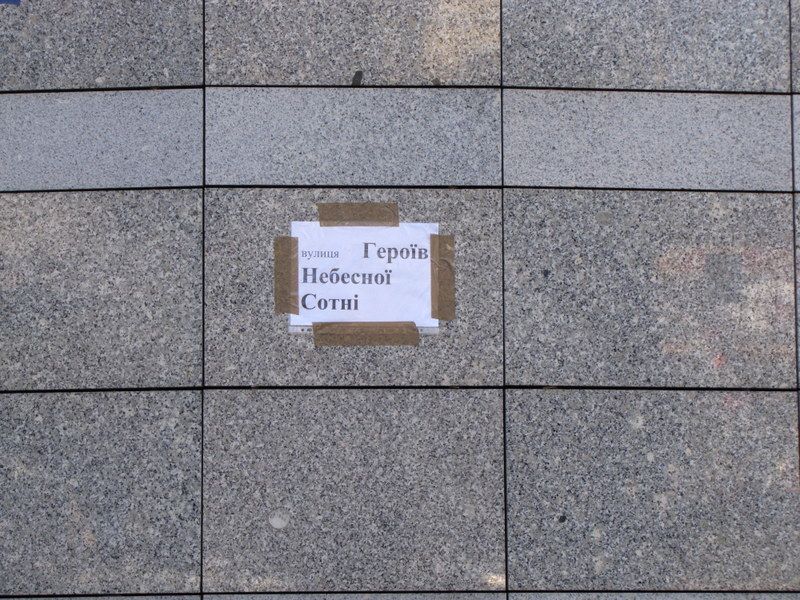 вулиця Героїв
Небесної
Сотні